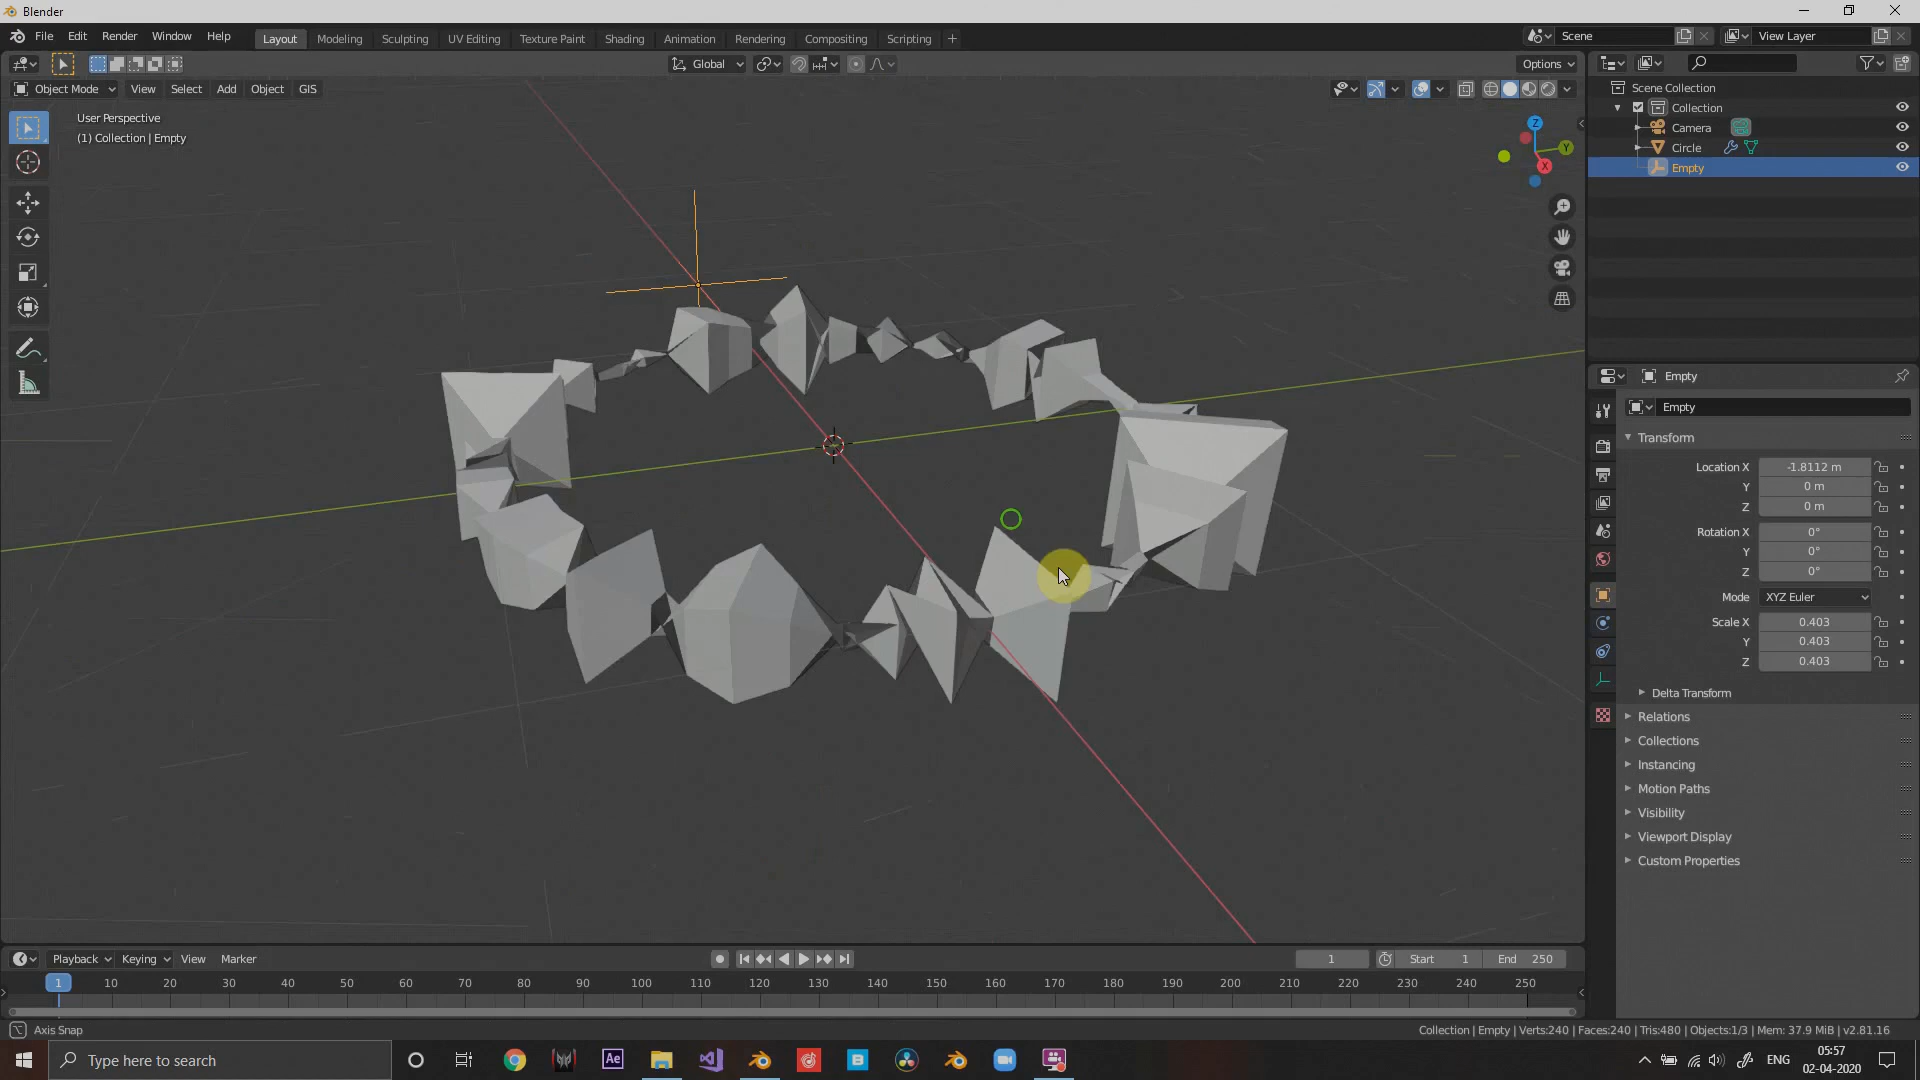 Blender
File Edit Render Window Help
Layout Modeling Sculpting UV Editing Texture Paint Shading Animation Rendering Compositing Scripting +
Scene
View Layer
Global
Options
Object Mode View Select Add Object GIS
User Perspective
(1) Collection | Empty
Z
Y
X
Scene Collection
Collection
Camera
Circle
Empty
Empty
Empty
Transform
Location X -1.8112 m
Y 0 m
Z 0 m
Rotation X 0°
Y 0°
Z 0°
Mode XYZ Euler
Scale X 0.403
Y 0.403
Z 0.403
Delta Transform
Relations
Collections
Instancing
Motion Paths
Visibility
Viewport Display
Custom Properties
Playback Keying View Marker
1 Start 1 End 250
1 10 20 30 40 50 60 70 80 90 100 110 120 130 140 150 160 170 180 190 200 210 220 230 240 250
Axis Snap
Collection | Empty | Verts:240 | Faces:240 | Tris:480 | Objects:1/3 | Mem: 37.9 MiB | v2.81.16
Type here to search
Ae
B
ENG
05:57
02-04-2020